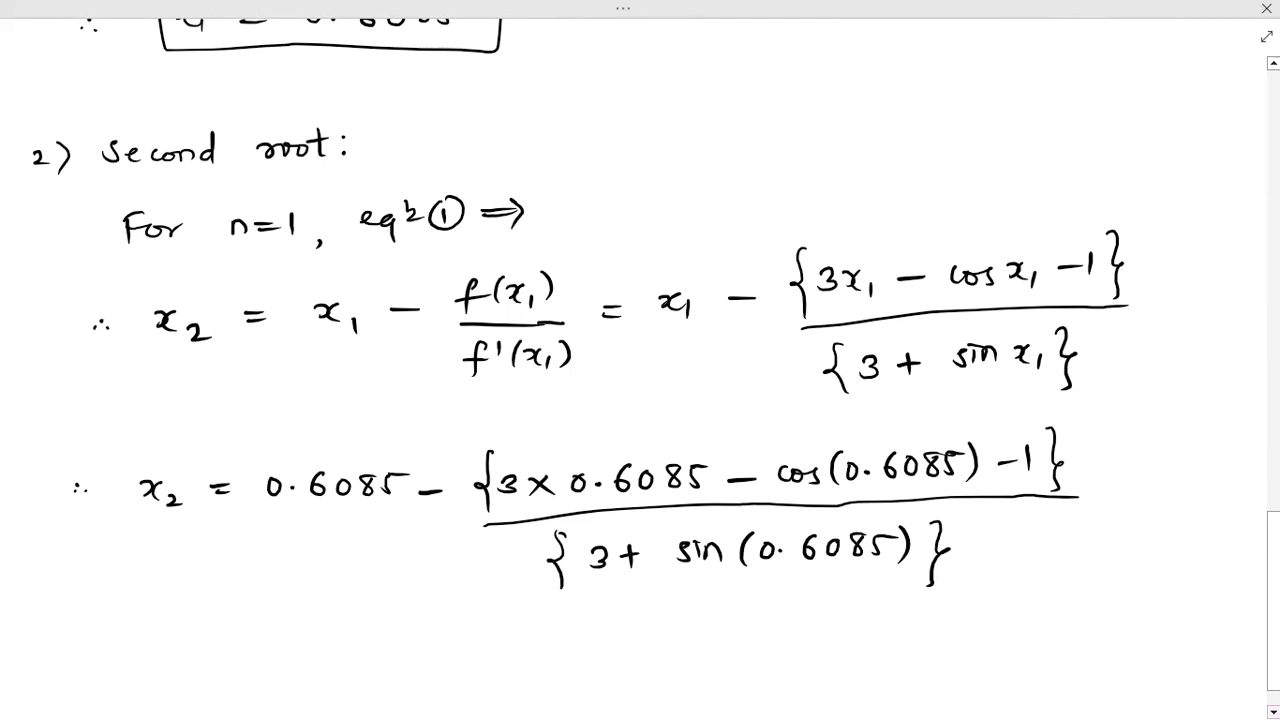 2) Second root:
For n=1, eqⁿ ① ⇒
∴ x₂ = x₁ − f(x₁)/f'(x₁) = x₁ − {3x₁ − cos x₁ − 1}/{3 + sin x₁}
∴ x₂ = 0.6085 − {3 × 0.6085 − cos(0.6085) − 1}/{3 + sin(0.6085)}